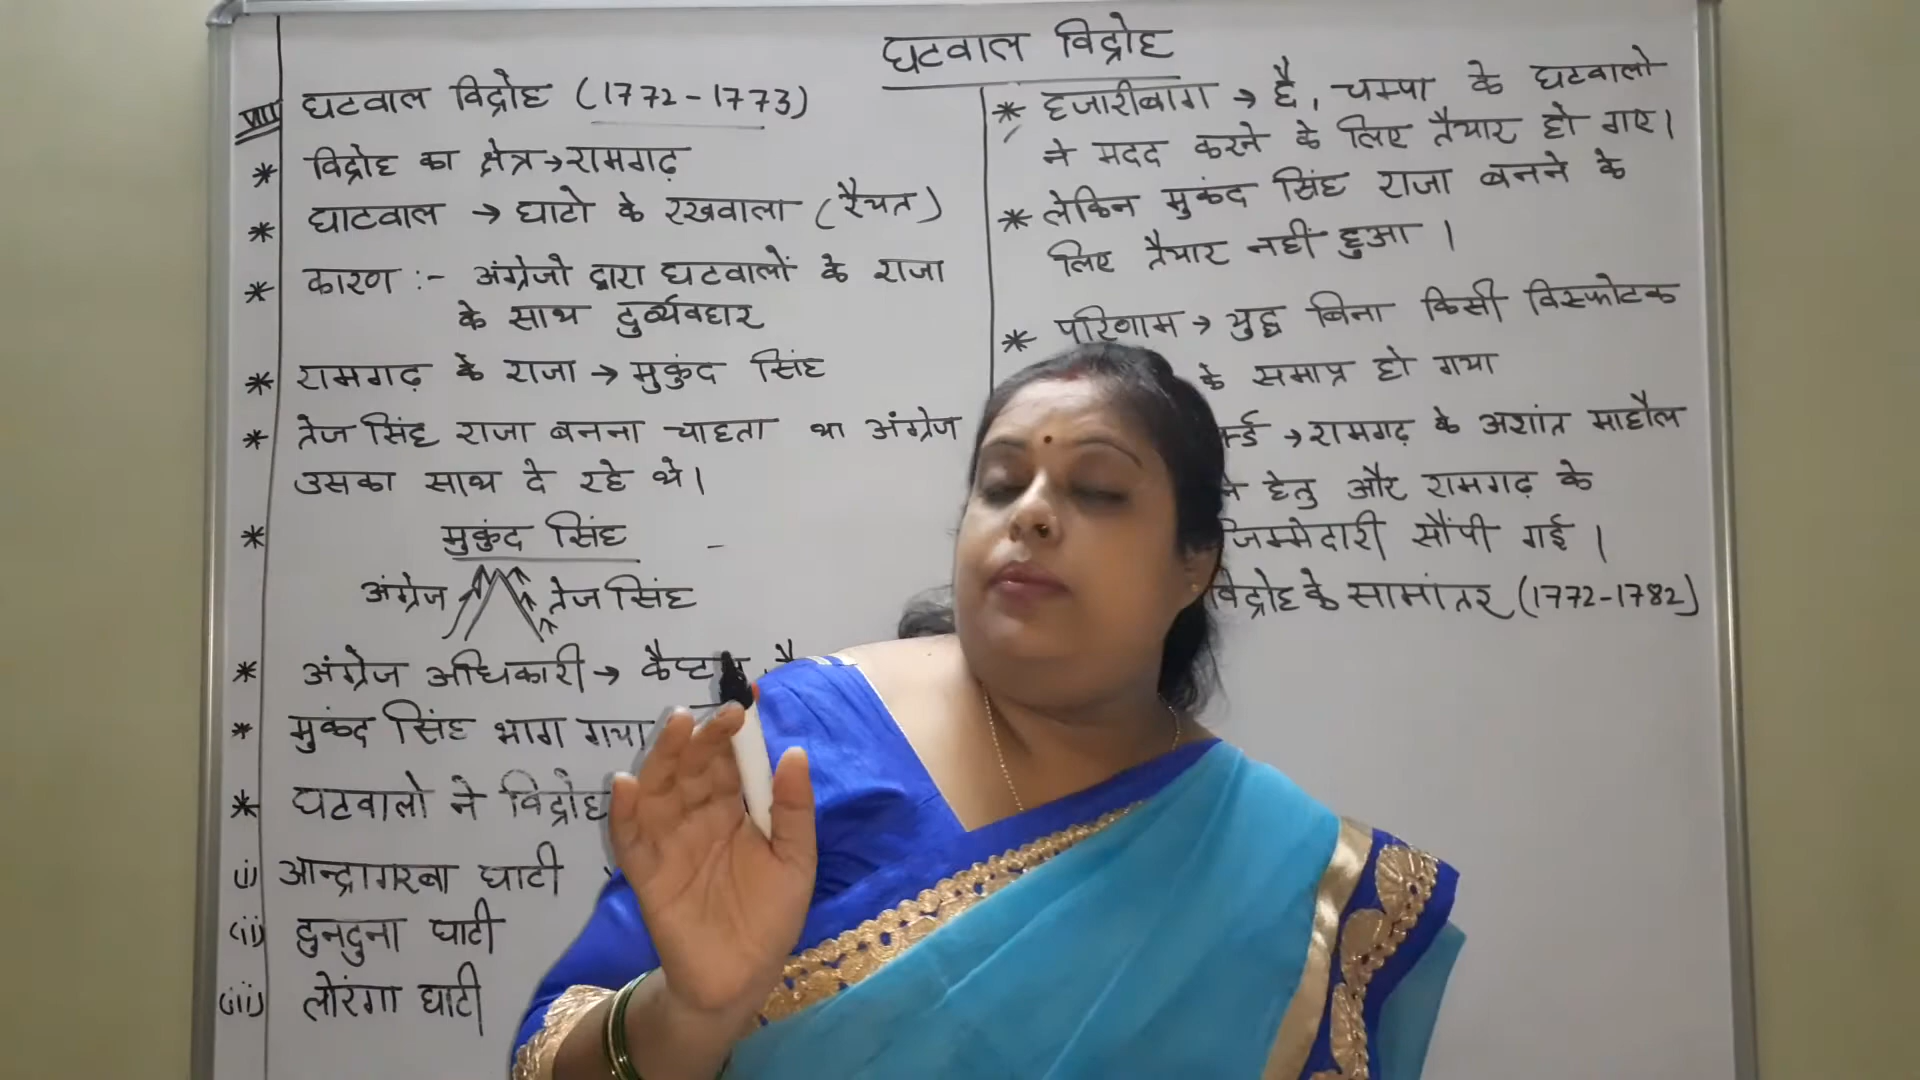 घटवाल विद्रोह
VIII घटवाल विद्रोह (1772-1773)
* विद्रोह का क्षेत्र→रामगढ़
* घाटवाल → घाटो के रखवाला (रैयत)
* कारण :- अंग्रेजो द्वारा घटवालों के राजा
के साथ दुर्व्यवहार
* रामगढ़ के राजा → मुकुंद सिंह
* तेज सिंह राजा बनना चाहता था अंग्रेज
उसका साथ दे रहे थे।
* मुकुंद सिंह -
अंग्रेज तेज सिंह
* अंग्रेज अधिकारी →
* मुकंद सिंह भाग गया
* घटवालो ने विद्रोह
(i) आन्द्रागरबा घाटी
(ii) हुनदुना घाटी
(iii) लोरंगा घाटी
* हजारीबाग → है, चम्पा के घटवालो
ने मदद करने के लिए तैयार हो गए।
* लेकिन मुकंद सिंह राजा बनने के
लिए तैयार नहीं हुआ ।
* परिणाम → युद्ध बिना किसी विस्फोटक
के समाप्त हो गया
→ रामगढ़ के अशांत माहौल
हेतु और रामगढ़ के
जिम्मेदारी सौंपी गई ।
विद्रोह के सामांतर (1772-1782)